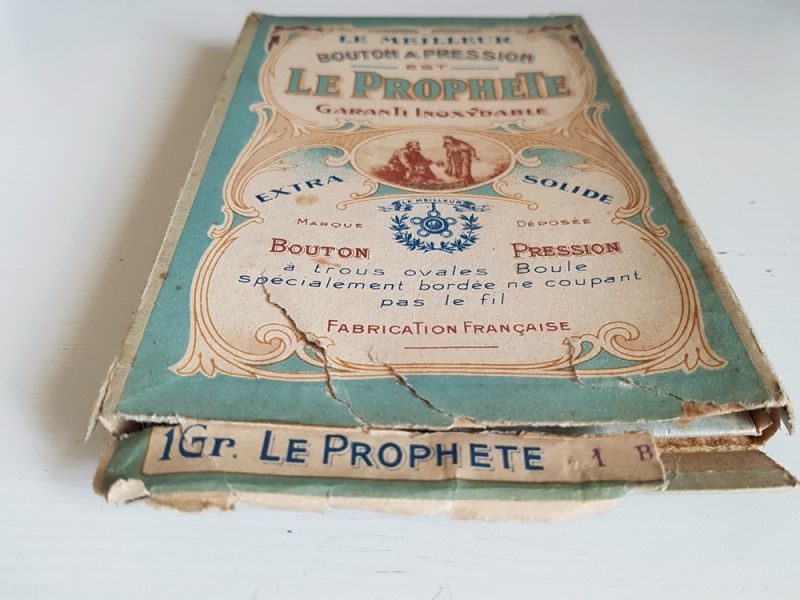 LE MEILLEUR
BOUTON A PRESSION
EST
LE PROPHETE
GARANTI INOXYDABLE
EXTRA SOLIDE
LE MEILLEUR
MARQUE DÉPOSÉE
BOUTON PRESSION
à trous ovales Boule
spécialement bordée ne coupant
pas le fil
FABRICATION FRANÇAISE
1Gr. LE PROPHETE 1 B